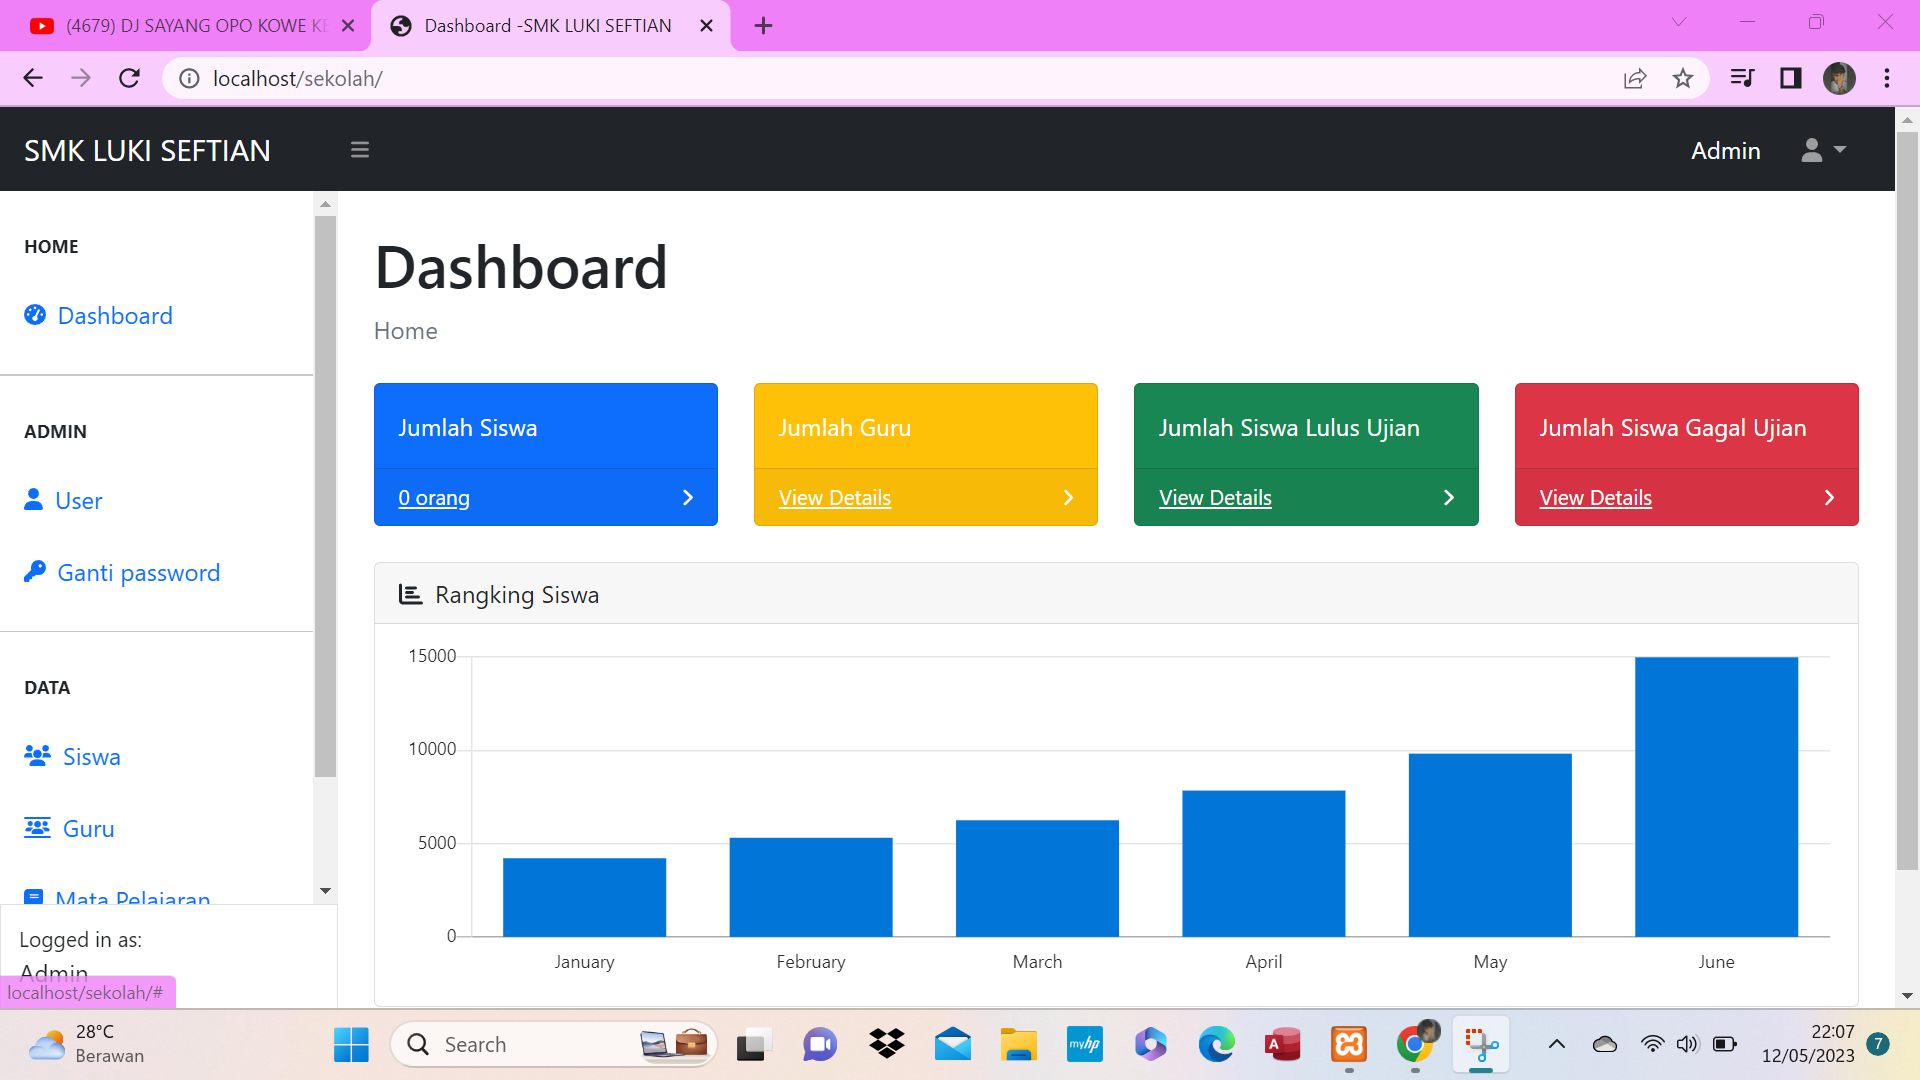 (4679) DJ SAYANG OPO KOWE KE
Dashboard -SMK LUKI SEFTIAN
localhost/sekolah/
SMK LUKI SEFTIAN
Admin
HOME
Dashboard
ADMIN
User
Ganti password
DATA
Siswa
Guru
Mata Pelajaran
Logged in as:
Admin
localhost/sekolah/#
Dashboard
Home
Jumlah Siswa
0 orang
Jumlah Guru
View Details
Jumlah Siswa Lulus Ujian
View Details
Jumlah Siswa Gagal Ujian
View Details
Rangking Siswa
15000
10000
5000
0
January February March April May June
28°C
Berawan
Search
myhp
A
22:07
12/05/2023
7